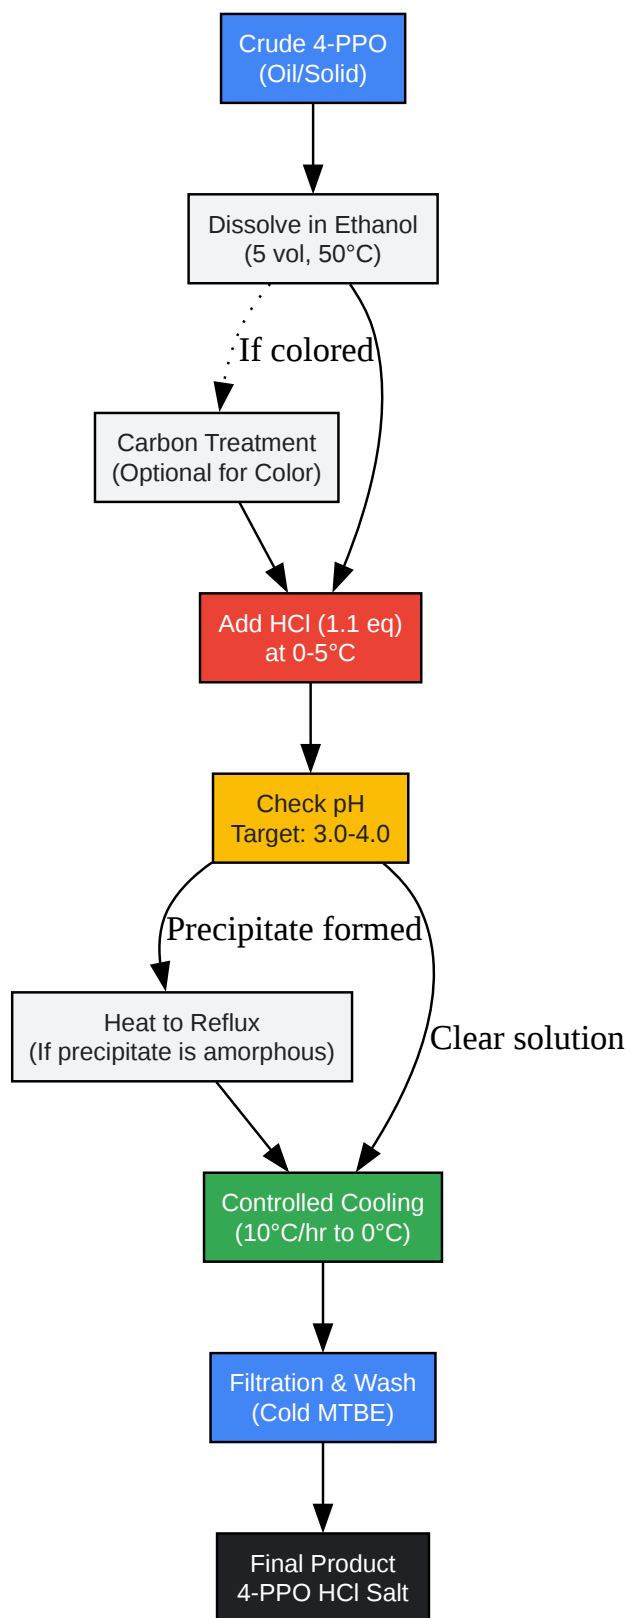 Crude 4-PPO
(Oil/Solid)
Dissolve in Ethanol
(5 vol, 50°C)
If colored
Carbon Treatment
(Optional for Color)
Add HCl (1.1 eq)
at 0-5°C
Check pH
Target: 3.0-4.0
Precipitate formed
Heat to Reflux
(If precipitate is amorphous)
Clear solution
Controlled Cooling
(10°C/hr to 0°C)
Filtration & Wash
(Cold MTBE)
Final Product
4-PPO HCl Salt